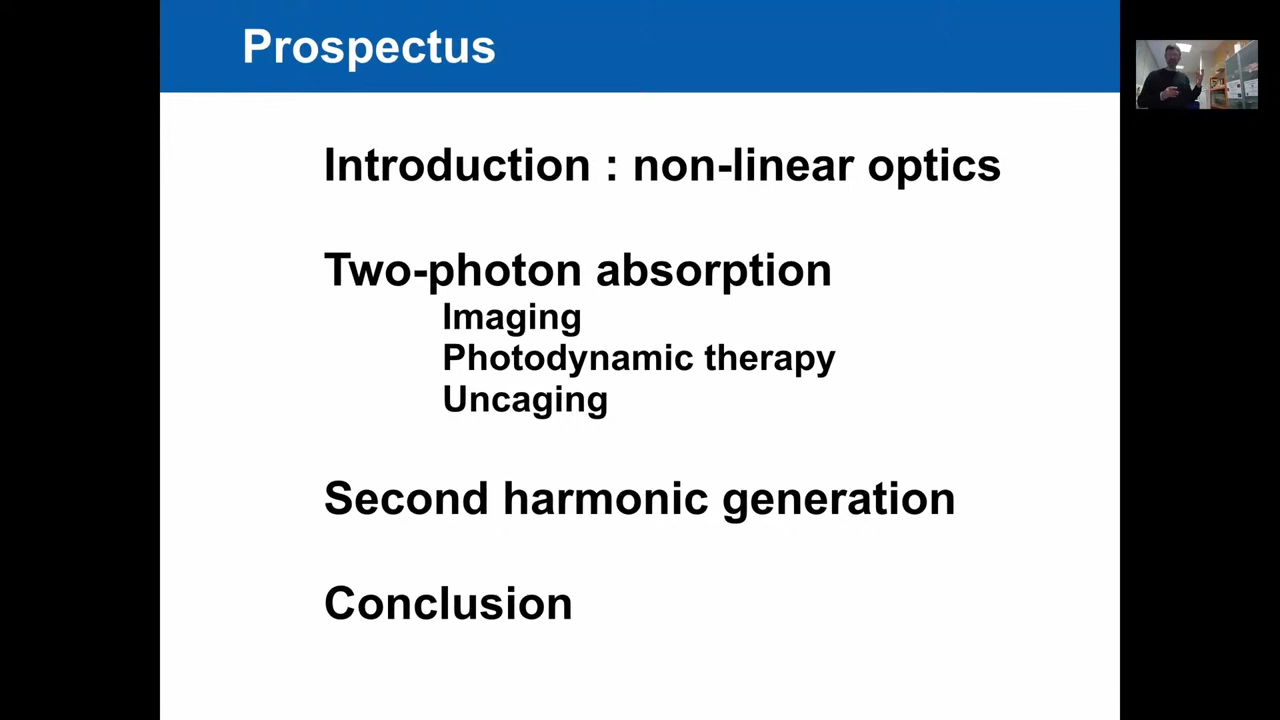 Prospectus
Introduction : non-linear optics
Two-photon absorption
Imaging
Photodynamic therapy
Uncaging
Second harmonic generation
Conclusion